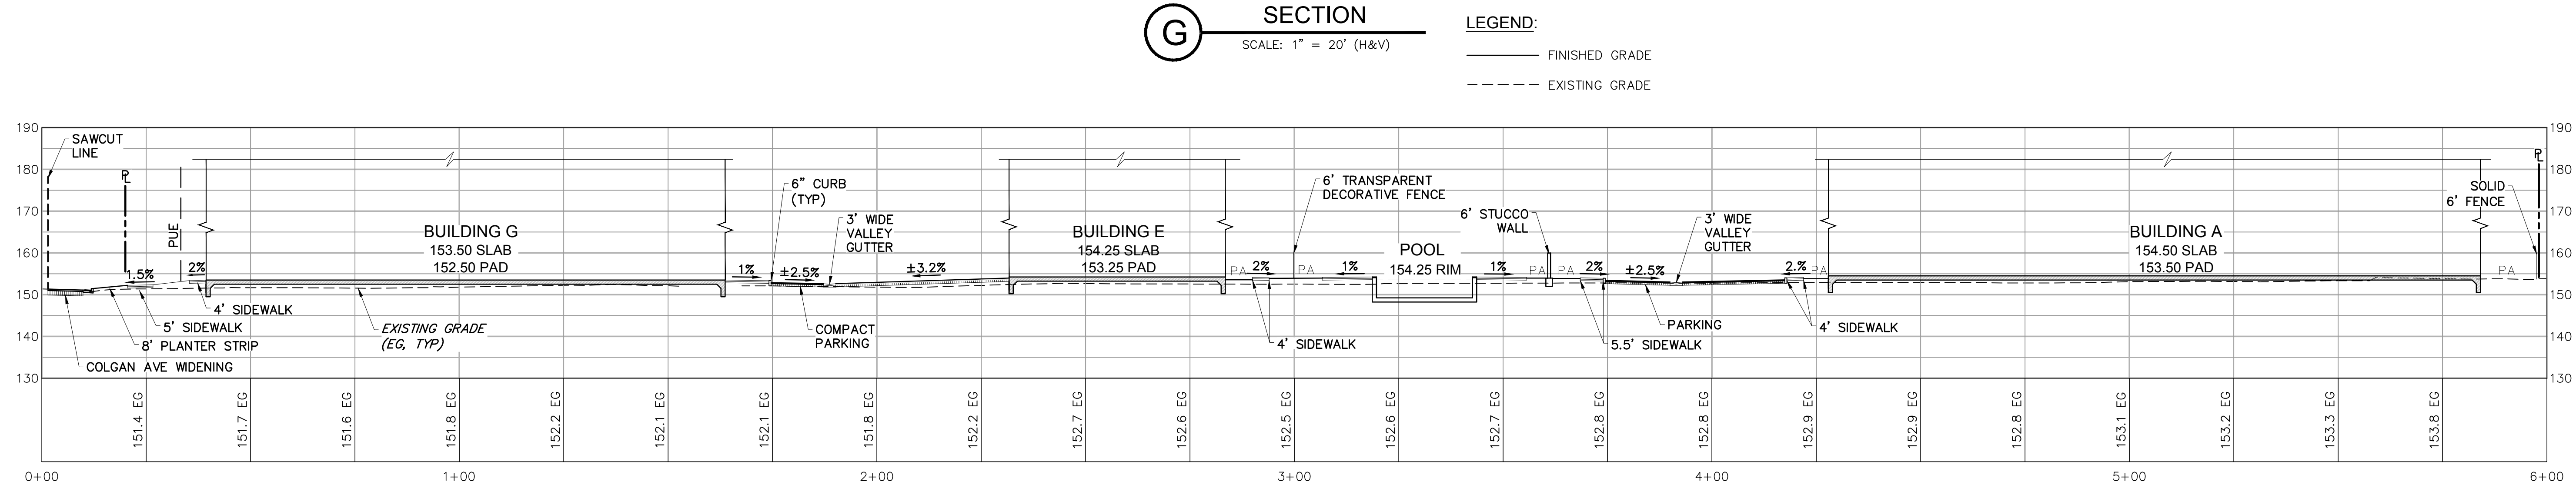 G
SECTION
SCALE: 1" = 20' (H&V)
LEGEND:
FINISHED GRADE
EXISTING GRADE
190
180
170
160
150
140
130
190
180
170
160
150
140
130
SAWCUT
LINE
PL
PUE
1.5%
2%
BUILDING G
153.50 SLAB
152.50 PAD
4' SIDEWALK
5' SIDEWALK
8' PLANTER STRIP
COLGAN AVE WIDENING
EXISTING GRADE
(EG, TYP)
1%
6" CURB
(TYP)
±2.5%
3' WIDE
VALLEY
GUTTER
±3.2%
COMPACT
PARKING
BUILDING E
154.25 SLAB
153.25 PAD
PA
2%
PA
1%
6' TRANSPARENT
DECORATIVE FENCE
4' SIDEWALK
POOL
154.25 RIM
1%
6' STUCCO
WALL
PA
PA
2%
±2.5%
5.5' SIDEWALK
PARKING
3' WIDE
VALLEY
GUTTER
2.%
PA
4' SIDEWALK
BUILDING A
154.50 SLAB
153.50 PAD
SOLID
6' FENCE
PL
PA
151.4 EG
151.7 EG
151.6 EG
151.8 EG
152.2 EG
152.1 EG
152.1 EG
151.8 EG
152.2 EG
152.7 EG
152.6 EG
152.5 EG
152.6 EG
152.7 EG
152.8 EG
152.8 EG
152.9 EG
152.9 EG
152.8 EG
153.1 EG
153.2 EG
153.3 EG
153.8 EG
0+00
1+00
2+00
3+00
4+00
5+00
6+00